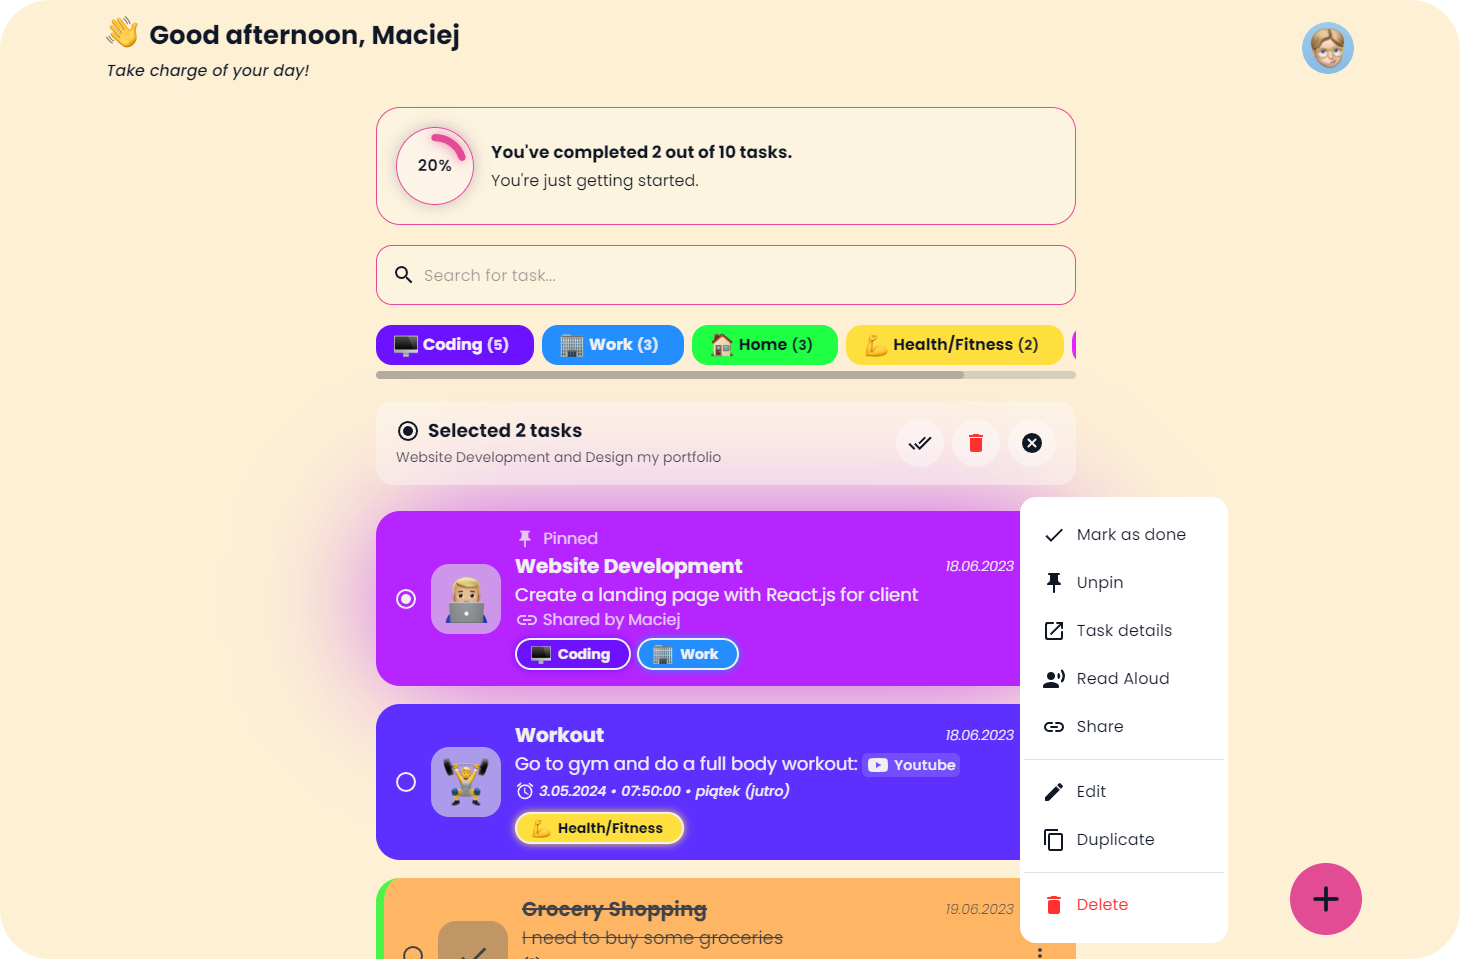 Good afternoon, Maciej
Take charge of your day!
20%
You've completed 2 out of 10 tasks.
You're just getting started.
Search for task...
Coding (5)
Work (3)
Home (3)
Health/Fitness (2)
Selected 2 tasks
Website Development and Design my portfolio
Pinned
Website Development
18.06.2023
Create a landing page with React.js for client
Shared by Maciej
Coding
Work
Workout
18.06.2023
Go to gym and do a full body workout: Youtube
3.05.2024 • 07:50:00 • piątek (jutro)
Health/Fitness
Grocery Shopping
19.06.2023
I need to buy some groceries
Mark as done
Unpin
Task details
Read Aloud
Share
Edit
Duplicate
Delete